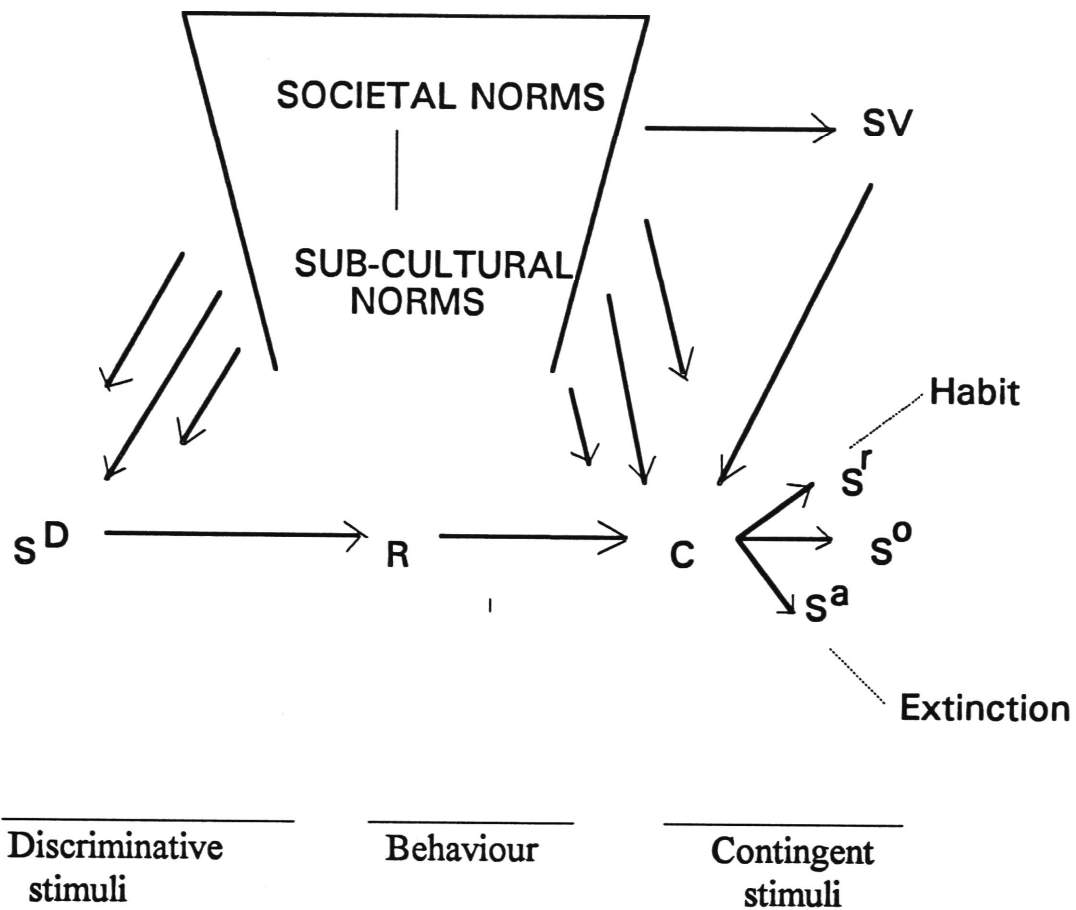 SOCIETAL NORMS
SV
SUB-CULTURAL
NORMS
Habit
S^r
S^D
R
C
S^o
S^a
Extinction
Discriminative
stimuli
Behaviour
Contingent
stimuli